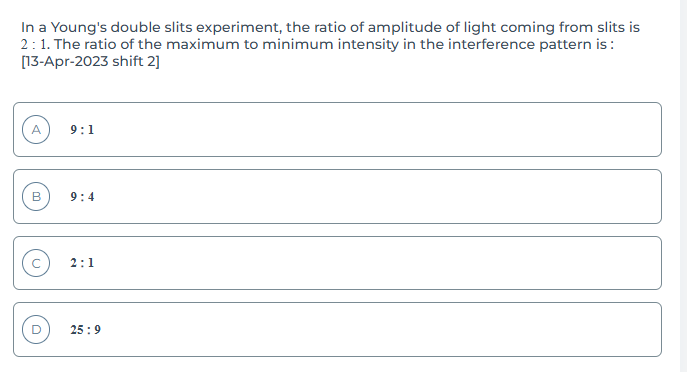 In a Young's double slits experiment, the ratio of amplitude of light coming from slits is
2 : 1. The ratio of the maximum to minimum intensity in the interference pattern is :
[13-Apr-2023 shift 2]
A 9 : 1
B 9 : 4
C 2 : 1
D 25 : 9